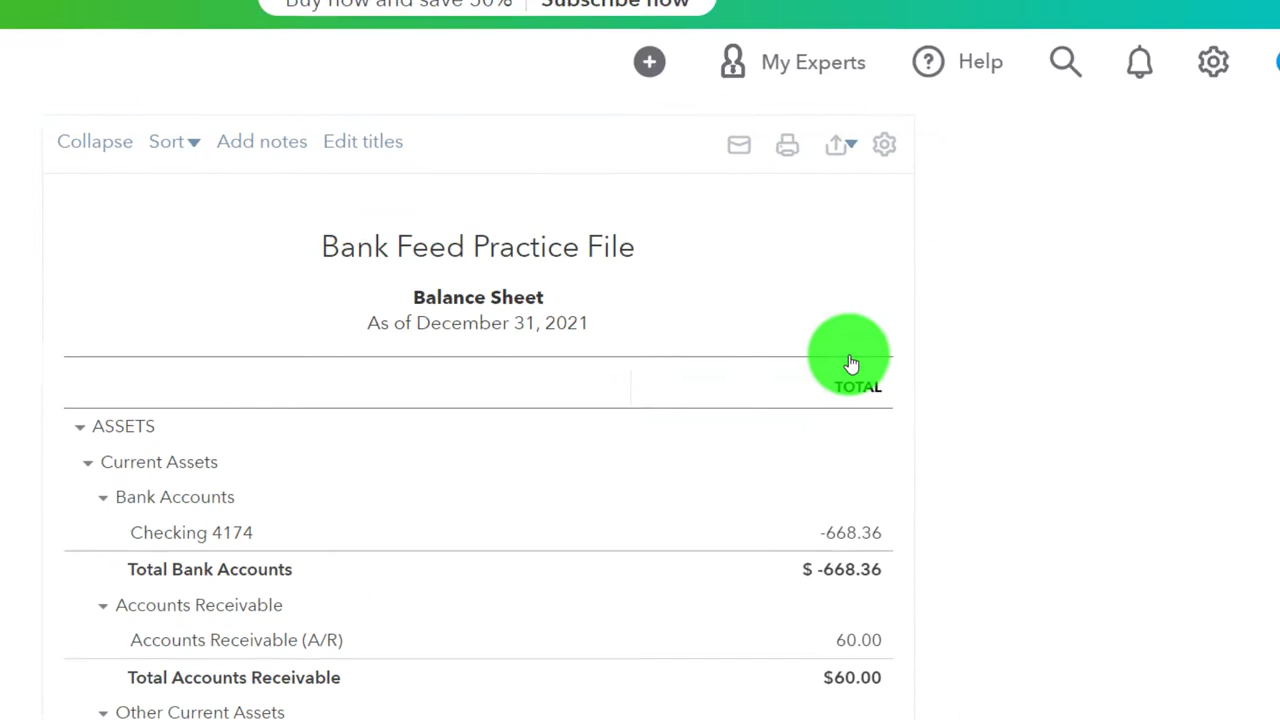 Buy now and save 50% Subscribe now
My Experts Help
Collapse Sort Add notes Edit titles
Bank Feed Practice File
Balance Sheet
As of December 31, 2021
TOTAL
ASSETS
Current Assets
Bank Accounts
Checking 4174 -668.36
Total Bank Accounts $ -668.36
Accounts Receivable
Accounts Receivable (A/R) 60.00
Total Accounts Receivable $60.00
Other Current Assets